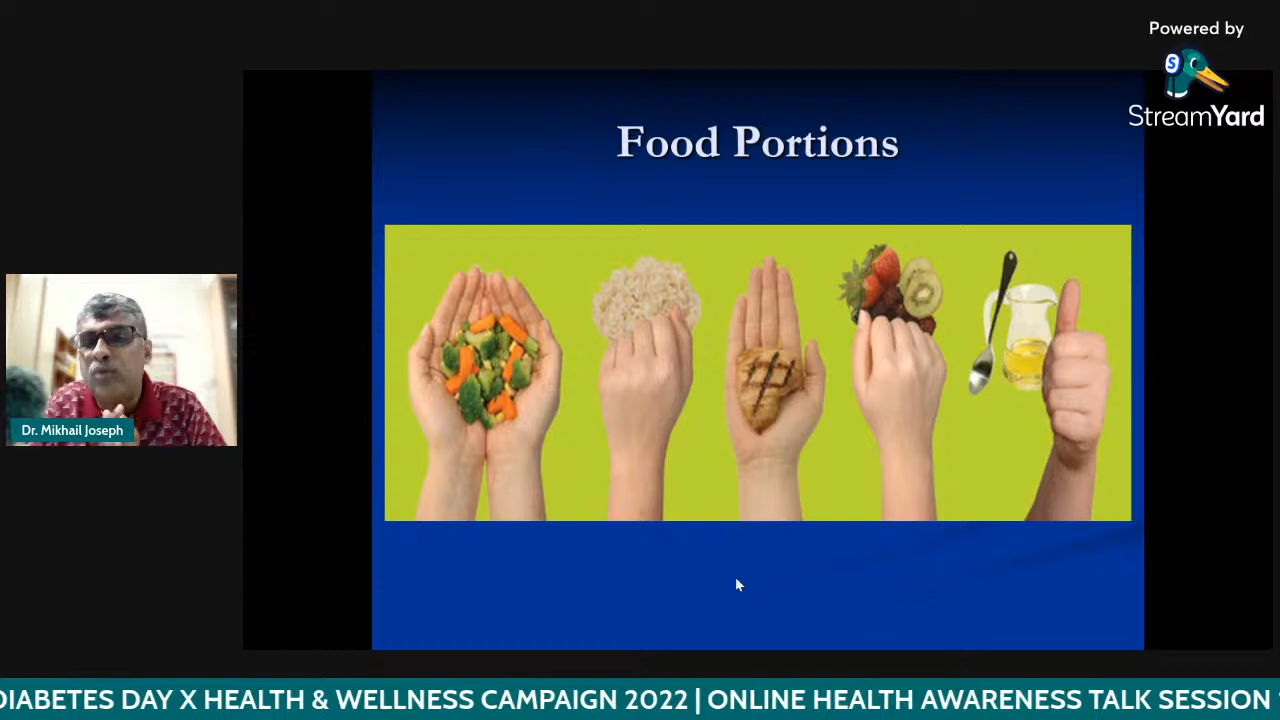 Powered by
S
StreamYard
Food Portions
Dr. Mikhail Joseph
DIABETES DAY X HEALTH & WELLNESS CAMPAIGN 2022 | ONLINE HEALTH AWARENESS TALK SESSION